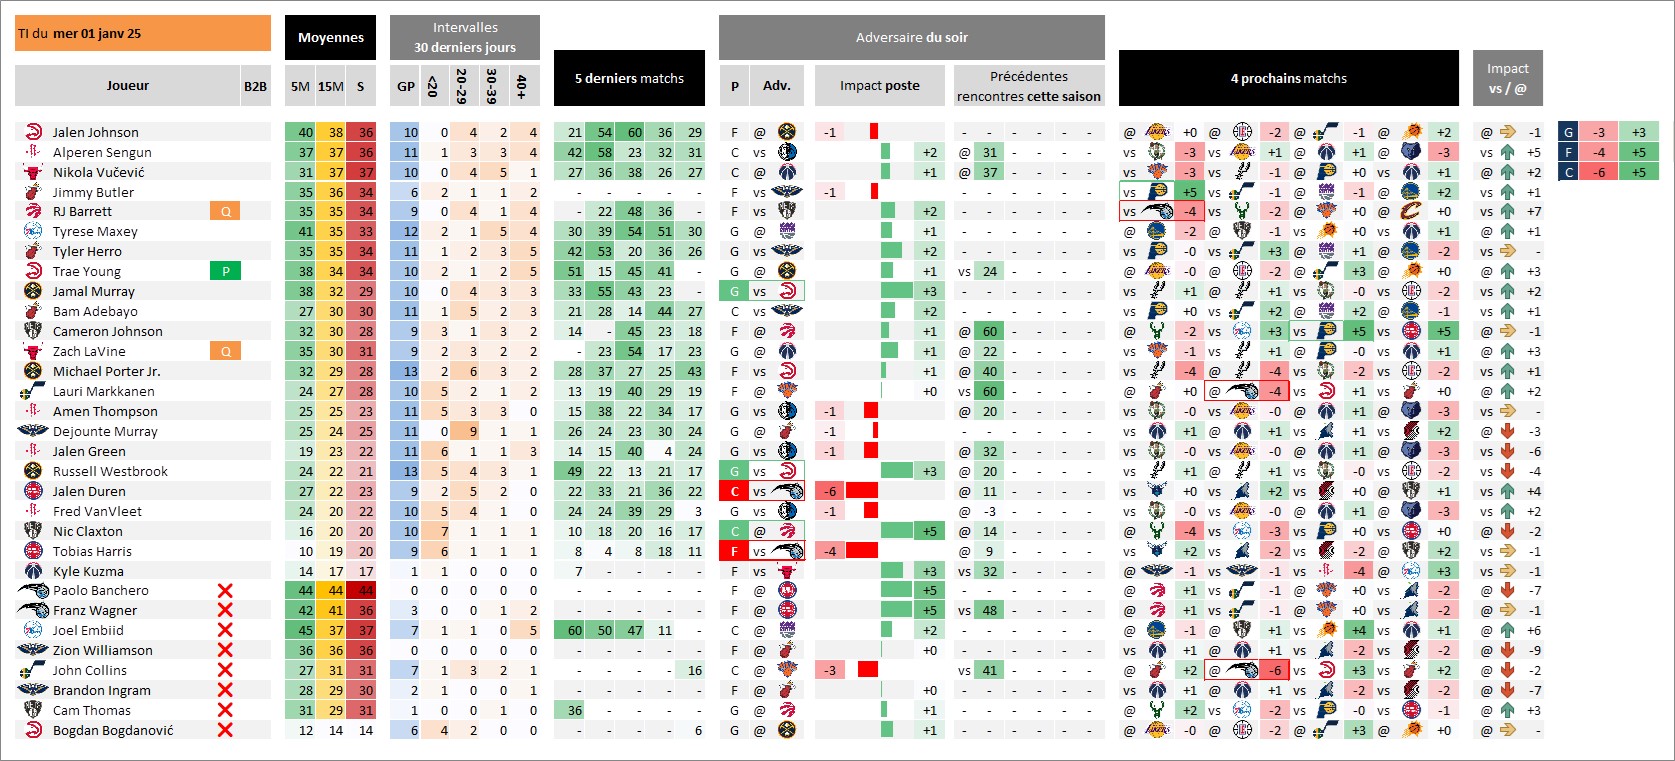 TI du mer 01 janv 25
Moyennes
Intervalles
30 derniers jours
5 derniers matchs
Adversaire du soir
4 prochains matchs
Impact
vs / @
Joueur B2B 5M 15M S GP <20 20-29 30-39 40+ P Adv. Impact poste Précédentes
rencontres cette saison
Jalen Johnson 40 38 36 10 0 4 2 4 21 54 60 36 29 F @ -1 - - - - - - @ +0 @ -2 @ -1 @ +2 @ -1 G -3 +3
Alperen Sengun 37 37 36 11 1 3 3 4 42 58 23 32 31 C vs +2 @ 31 - - - - vs -3 vs +1 @ +1 @ -3 vs +5 F -4 +5
Nikola Vučević 31 37 37 10 0 4 5 1 27 36 38 26 27 C @ +1 @ 37 - - - - vs -3 vs -1 @ +0 vs +1 @ +2 C -6 +5
Jimmy Butler 35 36 34 6 2 1 1 2 - - - - - F vs -1 - - - - - - vs +5 vs -1 @ -1 @ +2 vs +1
RJ Barrett Q 35 35 34 9 0 4 1 4 - 22 48 36 - F vs +2 - - - - - - vs -4 vs -2 @ +0 @ +0 vs +7
Tyrese Maxey 41 35 33 12 1 5 4 2 30 39 54 51 30 G @ +1 - - - - - - @ -2 @ -1 vs +0 vs +0 @ +1
Tyler Herro 35 35 34 11 1 2 3 5 42 53 20 36 26 G vs +2 - - - - - - vs -0 vs +3 @ +1 @ -2 vs -
Trae Young P 38 34 34 10 2 1 2 5 51 15 45 41 - G @ +1 vs 24 - - - - @ -0 @ -2 @ +3 @ +0 @ +3
Jamal Murray 38 32 29 10 0 4 3 3 33 55 43 23 - G vs +3 - - - - - - vs +1 @ +1 vs -0 vs -2 vs +2
Bam Adebayo 27 30 30 11 1 5 2 3 21 28 14 44 27 C vs +2 - - - - - - vs +0 vs +2 @ +2 @ -1 vs +1
Cameron Johnson 32 30 28 9 3 1 3 2 14 - 45 23 18 F @ +1 @ 60 - - - - @ -2 vs +3 vs +5 vs +5 @ -1
Zach LaVine Q 35 30 31 9 2 3 2 2 - 23 54 17 23 G @ +1 @ 22 - - - - vs -1 vs +1 @ -0 vs +1 @ +3
Michael Porter Jr. 32 29 28 13 2 6 3 2 28 37 27 25 43 F vs +1 @ 40 - - - - vs -4 @ -4 vs -2 vs -2 vs +2
Lauri Markkanen 24 27 28 10 5 2 1 2 13 19 40 29 19 F @ +0 vs 60 - - - - @ -0 @ -4 vs +1 vs +0 @ +2
Amen Thompson 25 25 23 11 5 3 3 0 15 38 22 34 17 G vs -1 @ 20 - - - - vs -0 vs -0 @ +1 @ -3 vs -
Dejounte Murray 25 24 25 11 0 9 1 1 26 24 23 30 24 G @ -1 - - - - - - vs +1 @ +1 vs +1 vs +2 @ -3
Jalen Green 19 23 22 11 6 1 1 3 14 15 40 4 24 G vs -1 @ 32 - - - - vs -0 vs -0 @ +1 @ -3 vs -6
Russell Westbrook 24 22 21 13 5 4 3 1 49 22 13 21 17 G vs +3 @ 20 - - - - vs +1 @ +1 vs -0 vs -2 vs -4
Jalen Duren 27 22 23 9 2 5 2 0 22 33 21 36 22 C vs -6 @ 11 - - - - vs +0 vs +2 vs +0 @ +1 vs +4
Fred VanVleet 24 20 22 10 5 4 1 0 24 24 39 29 3 G vs -1 @ -3 - - - - vs -0 vs -0 @ +1 @ -3 vs +2
Nic Claxton 16 20 20 10 7 1 1 1 10 18 20 16 17 C @ +5 @ 14 - - - - @ -4 vs -3 vs +0 vs +0 @ -2
Tobias Harris 10 19 20 9 6 1 1 1 8 4 8 18 11 F vs -4 @ 9 - - - - vs +2 vs -2 vs -2 @ +1 vs -1
Kyle Kuzma 14 17 17 1 1 0 0 0 7 - - - - F vs +3 vs 32 - - - - @ -1 vs -1 vs -4 @ +3 vs -1
Paolo Banchero 44 44 44 0 0 0 0 0 - - - - - F @ +5 - - - - - - @ +1 vs -1 @ +0 vs -2 @ -7
Franz Wagner 42 41 36 3 0 0 1 2 - - - - - F @ +5 vs 48 - - - - @ +1 vs -1 @ +0 vs -2 @ -1
Joel Embiid 45 37 37 7 1 1 0 5 60 50 47 11 - C @ +2 - - - - - - @ -1 @ +1 vs +4 vs +1 @ +6
Zion Williamson 36 36 36 0 0 0 0 0 - - - - - F @ +0 - - - - - - vs +1 @ +1 vs -2 vs -2 @ -9
John Collins 27 31 31 7 1 3 2 1 - - - - 16 C @ -3 vs 41 - - - - @ +2 @ -6 vs +3 vs +2 @ -2
Brandon Ingram 28 29 30 2 1 0 0 1 - - - - - F @ +0 - - - - - - vs +1 @ +1 vs -2 vs -2 @ -7
Cam Thomas 31 29 31 1 0 0 1 0 36 - - - - G @ +1 - - - - - - @ +2 vs -2 vs -0 vs -1 @ +3
Bogdan Bogdanović 12 14 14 6 4 2 0 0 - - - - 6 G @ +1 - - - - - - @ -0 @ -2 @ +3 @ +0 @ -